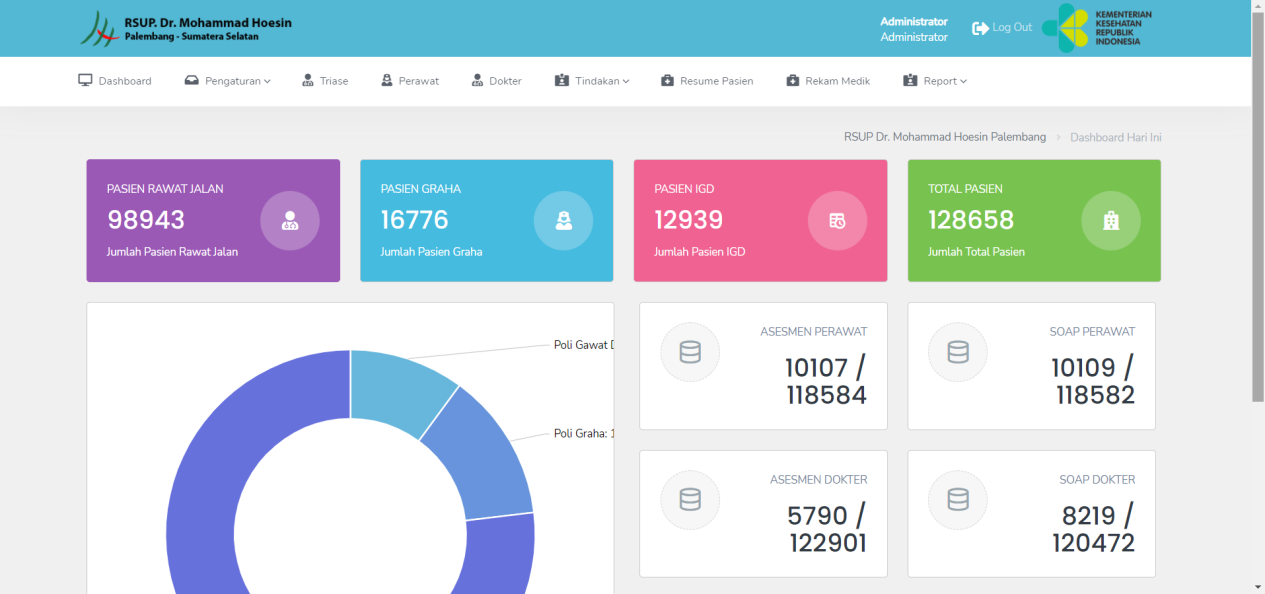 RSUP. Dr. Mohammad Hoesin
Palembang - Sumatera Selatan
Administrator
Administrator
Log Out
KEMENTERIAN
KESEHATAN
REPUBLIK
INDONESIA
Dashboard
Pengaturan
Triase
Perawat
Dokter
Tindakan
Resume Pasien
Rekam Medik
Report
RSUP Dr. Mohammad Hoesin Palembang
Dashboard Hari Ini
PASIEN RAWAT JALAN
98943
Jumlah Pasien Rawat Jalan
PASIEN GRAHA
16776
Jumlah Pasien Graha
PASIEN IGD
12939
Jumlah Pasien IGD
TOTAL PASIEN
128658
Jumlah Total Pasien
Poli Gawat
Poli Graha:
ASESMEN PERAWAT
10107 /
118584
SOAP PERAWAT
10109 /
118582
ASESMEN DOKTER
5790 /
122901
SOAP DOKTER
8219 /
120472